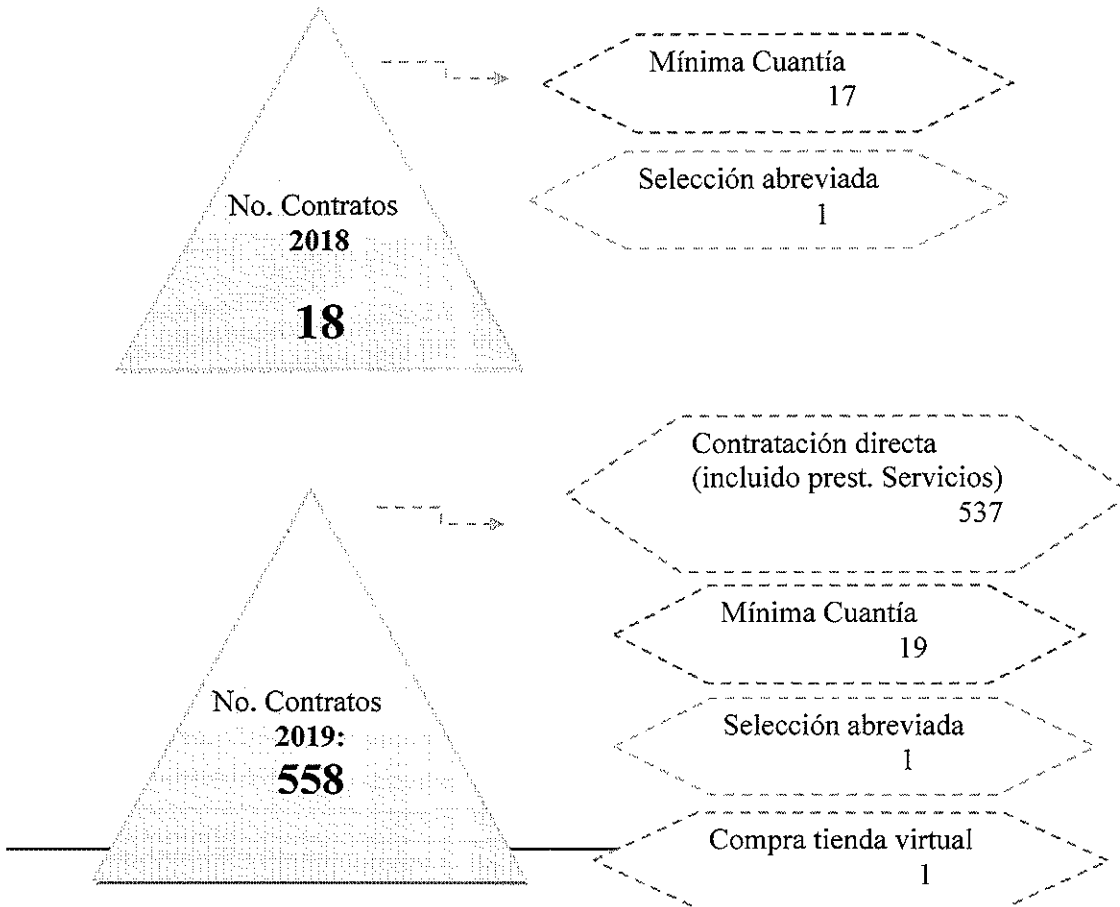 Mínima Cuantía
17
Selección abreviada
1
No. Contratos
2018
18
Contratación directa
(incluido prest. Servicios)
537
Mínima Cuantía
19
Selección abreviada
1
No. Contratos
2019:
558
Compra tienda virtual
1